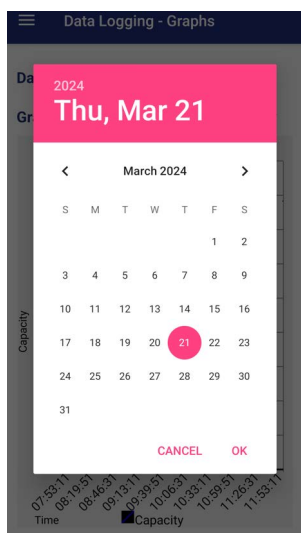 Data Logging - Graphs
Da
2024
Thu, Mar 21
Gr
March 2024
S M T W T F S
1 2
3 4 5 6 7 8 9
10 11 12 13 14 15 16
17 18 19 20 21 22 23
24 25 26 27 28 29 30
31
CANCEL OK
Capacity
07:53:11 08:19:51 08:46:31 09:13:11 09:39:51 10:06:31 10:33:11 10:59:51 11:26:31 11:53:11
Time Capacity